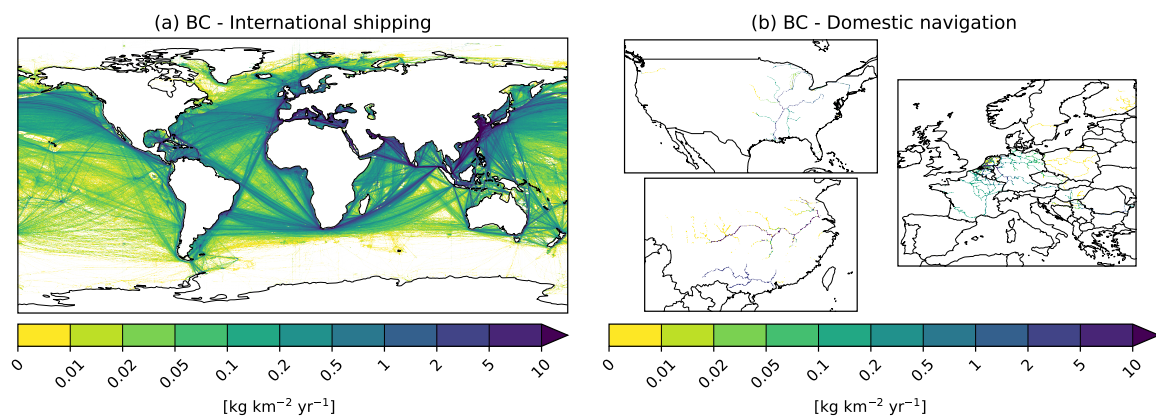 (a) BC - International shipping
(b) BC - Domestic navigation
0 0.01 0.02 0.05 0.1 0.2 0.5 1 2 5 10
[kg km⁻² yr⁻¹]
0 0.01 0.02 0.05 0.1 0.2 0.5 1 2 5 10
[kg km⁻² yr⁻¹]